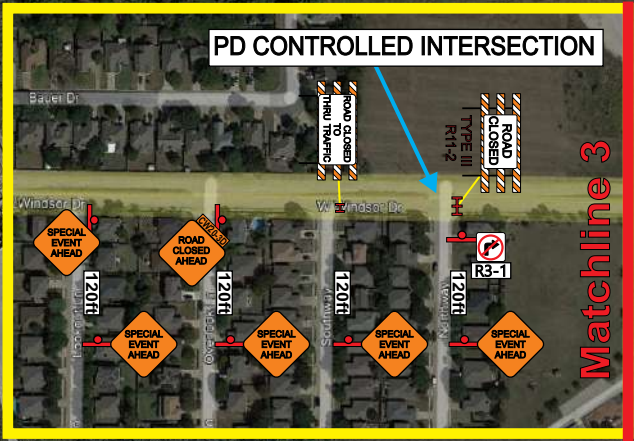 PD CONTROLLED INTERSECTION
Bauer Dr
ROAD CLOSED
TO
THRU TRAFFIC
ROAD
CLOSED
TYPE III
R11-2
Matchline 3
Windsor Dr
W Windsor Dr
SPECIAL
EVENT
AHEAD
CW20-3D
ROAD
CLOSED
AHEAD
R3-1
120ft
120ft
120ft
120ft
Southway
Northway
SPECIAL
EVENT
AHEAD
SPECIAL
EVENT
AHEAD
SPECIAL
EVENT
AHEAD
SPECIAL
EVENT
AHEAD